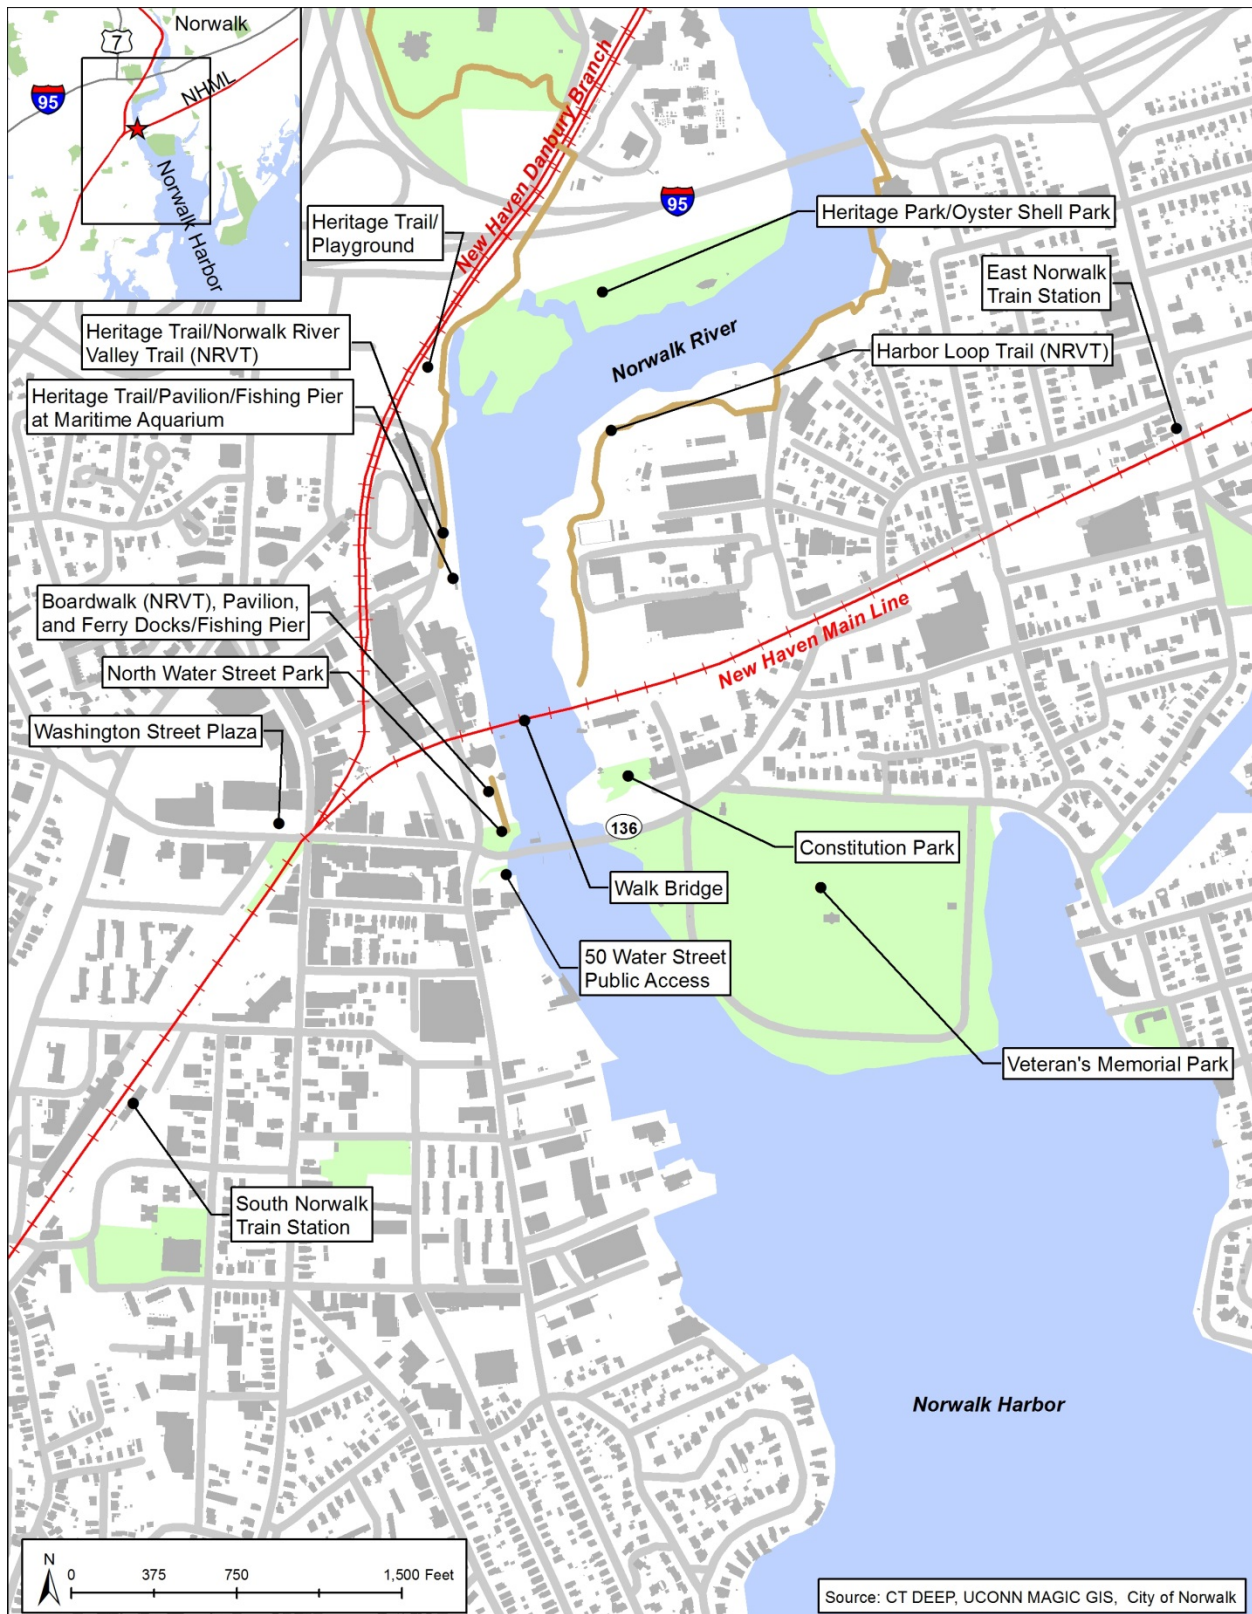 Norwalk
7
95
NHML
Norwalk Harbor
New Haven Danbury Branch
95
Heritage Trail/
Playground
Heritage Park/Oyster Shell Park
East Norwalk
Train Station
Heritage Trail/Norwalk River
Valley Trail (NRVT)
Norwalk River
Harbor Loop Trail (NRVT)
Heritage Trail/Pavilion/Fishing Pier
at Maritime Aquarium
Boardwalk (NRVT), Pavilion,
and Ferry Docks/Fishing Pier
New Haven Main Line
North Water Street Park
Washington Street Plaza
136
Constitution Park
Walk Bridge
50 Water Street
Public Access
Veteran's Memorial Park
South Norwalk
Train Station
Norwalk Harbor
N
0 375 750 1,500 Feet
Source: CT DEEP, UCONN MAGIC GIS, City of Norwalk